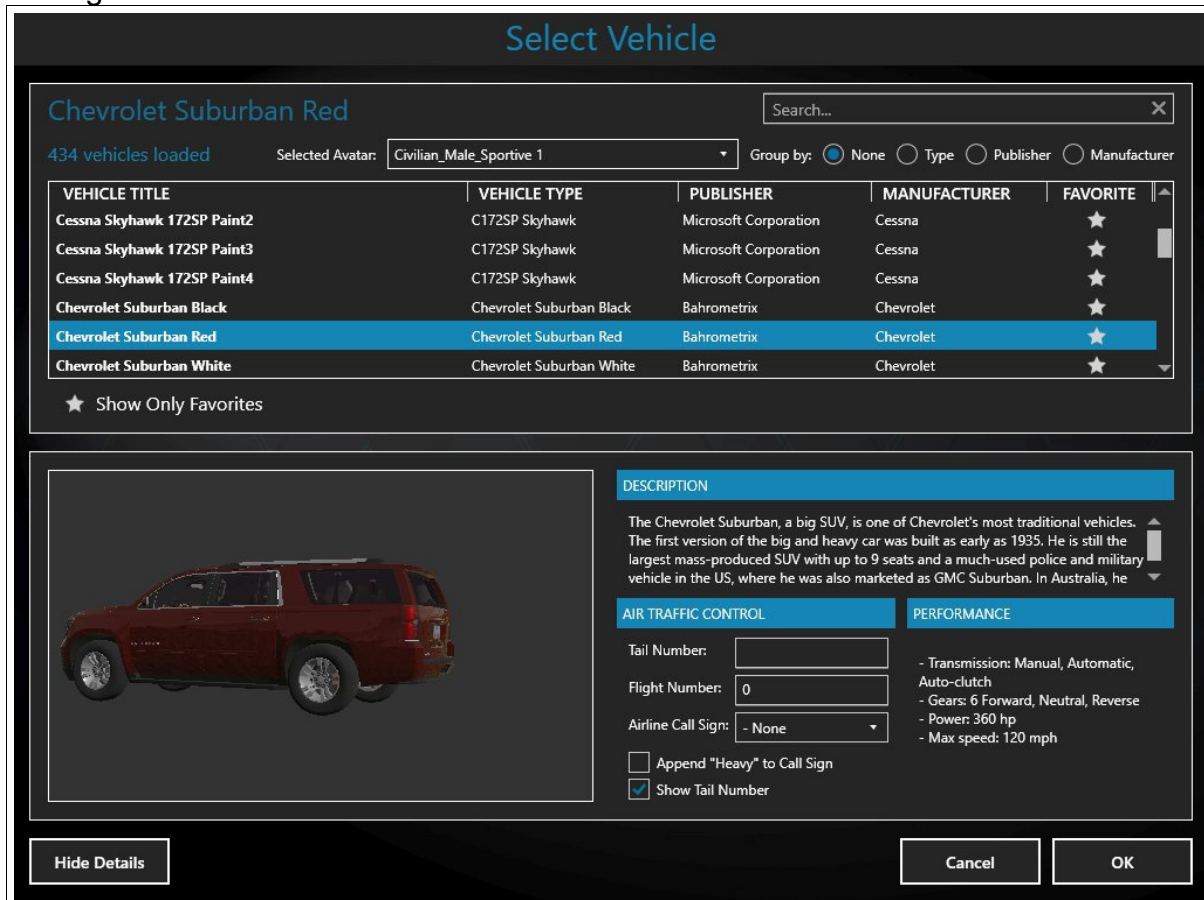 Select Vehicle
Chevrolet Suburban Red
Search...
434 vehicles loaded Selected Avatar: Civilian_Male_Sportive 1 Group by: None Type Publisher Manufacturer
VEHICLE TITLE VEHICLE TYPE PUBLISHER MANUFACTURER FAVORITE
Cessna Skyhawk 172SP Paint2 C172SP Skyhawk Microsoft Corporation Cessna
Cessna Skyhawk 172SP Paint3 C172SP Skyhawk Microsoft Corporation Cessna
Cessna Skyhawk 172SP Paint4 C172SP Skyhawk Microsoft Corporation Cessna
Chevrolet Suburban Black Chevrolet Suburban Black Bahrometrix Chevrolet
Chevrolet Suburban Red Chevrolet Suburban Red Bahrometrix Chevrolet
Chevrolet Suburban White Chevrolet Suburban White Bahrometrix Chevrolet
Show Only Favorites
DESCRIPTION
The Chevrolet Suburban, a big SUV, is one of Chevrolet's most traditional vehicles.
The first version of the big and heavy car was built as early as 1935. He is still the
largest mass-produced SUV with up to 9 seats and a much-used police and military
vehicle in the US, where he was also marketed as GMC Suburban. In Australia, he
AIR TRAFFIC CONTROL
Tail Number:
Flight Number: 0
Airline Call Sign: - None
Append "Heavy" to Call Sign
Show Tail Number
PERFORMANCE
- Transmission: Manual, Automatic,
Auto-clutch
- Gears: 6 Forward, Neutral, Reverse
- Power: 360 hp
- Max speed: 120 mph
Hide Details
Cancel
OK